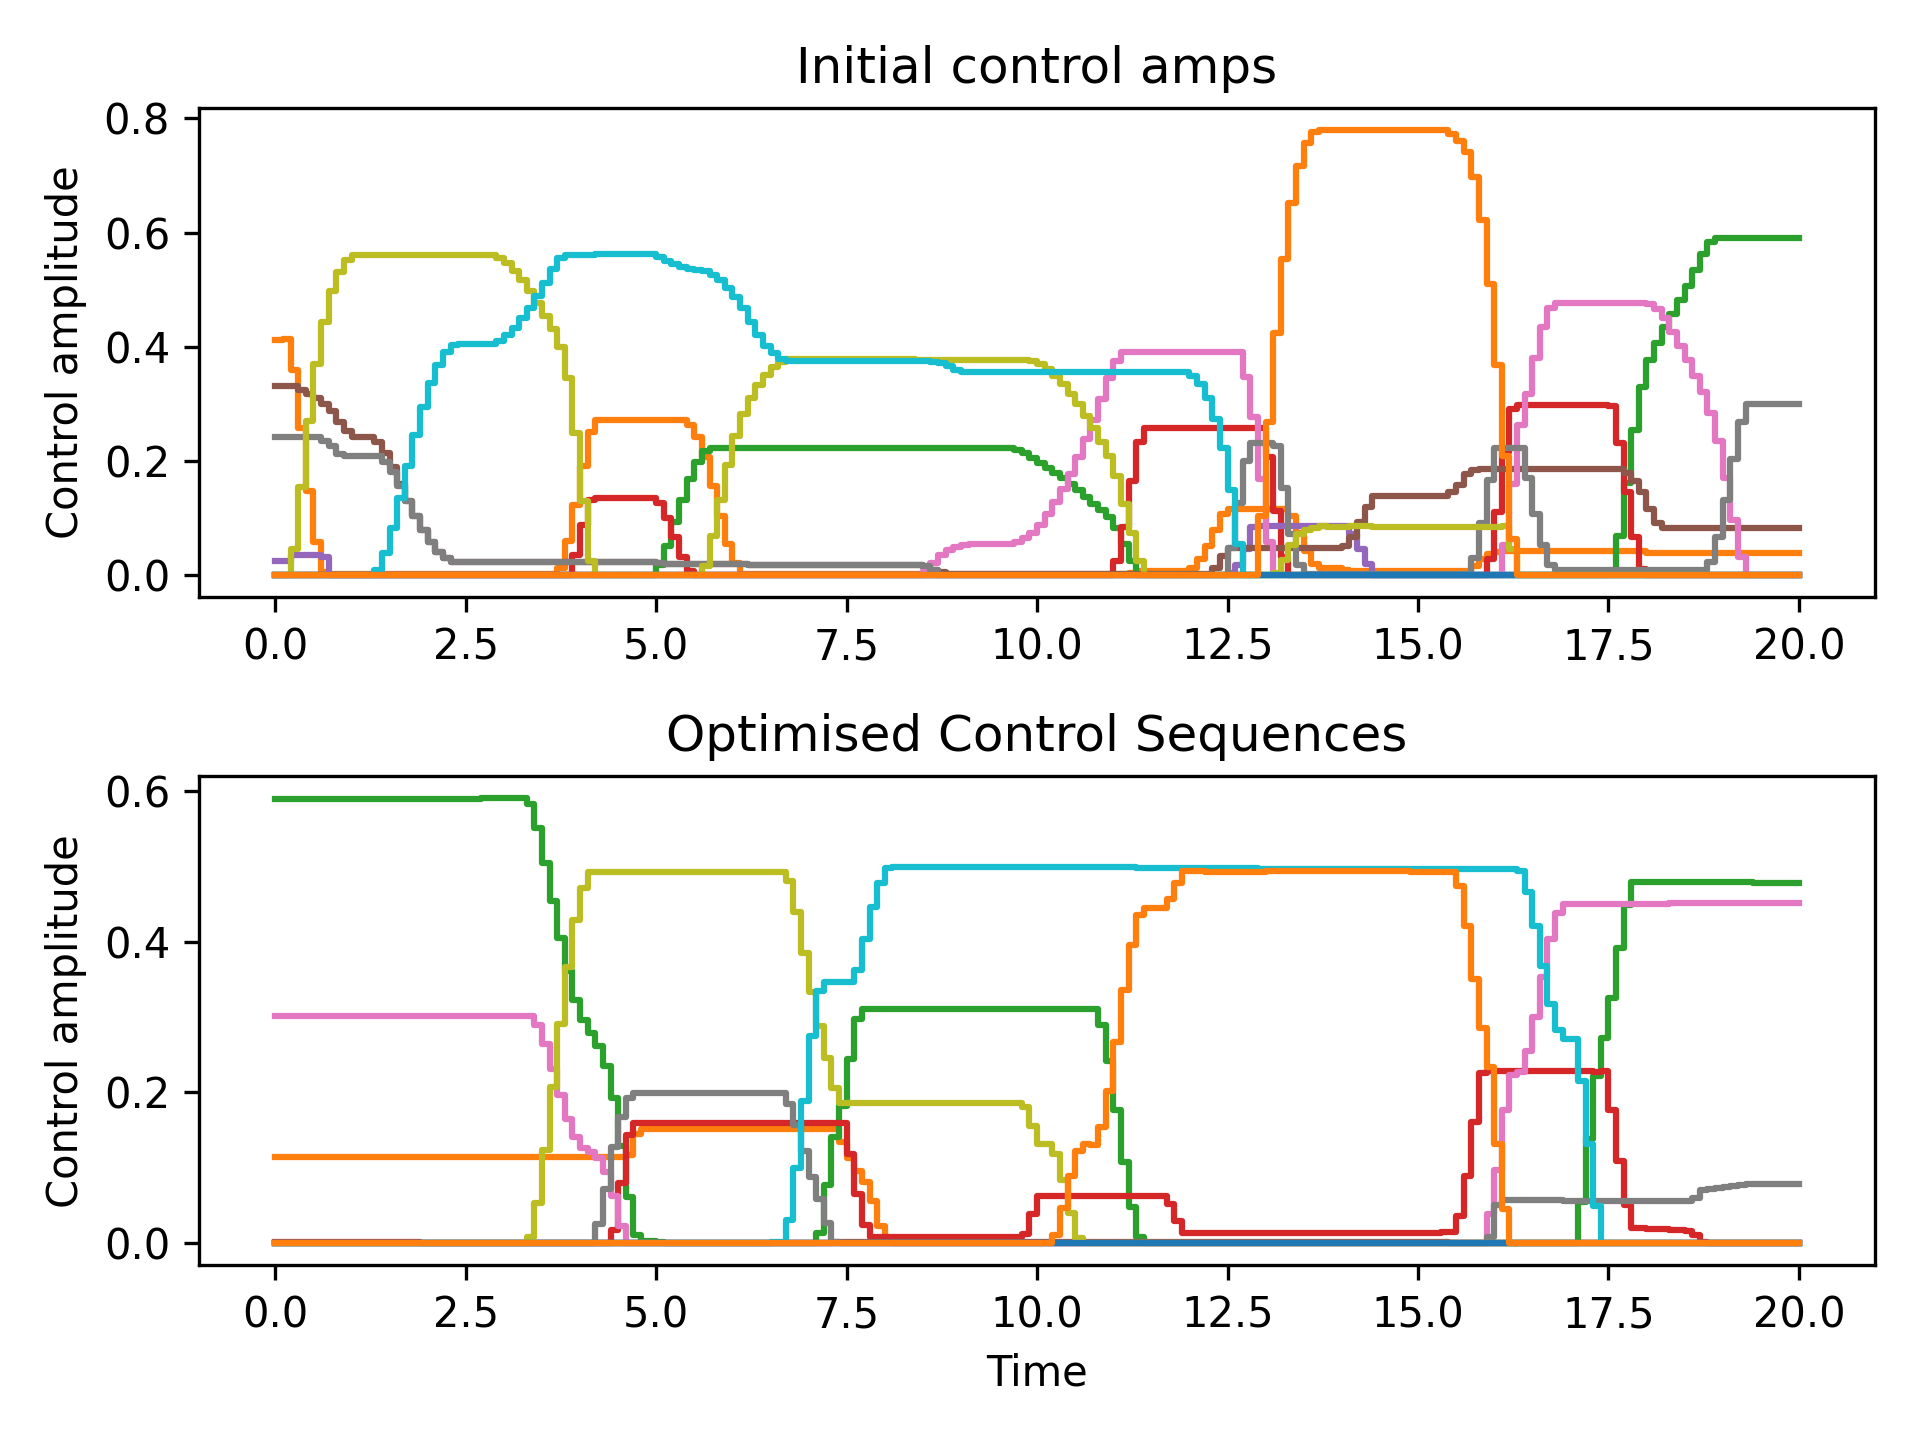 Initial control amps
Control amplitude
0.8
0.6
0.4
0.2
0.0
0.0 2.5 5.0 7.5 10.0 12.5 15.0 17.5 20.0
Optimised Control Sequences
Control amplitude
0.6
0.4
0.2
0.0
0.0 2.5 5.0 7.5 10.0 12.5 15.0 17.5 20.0
Time